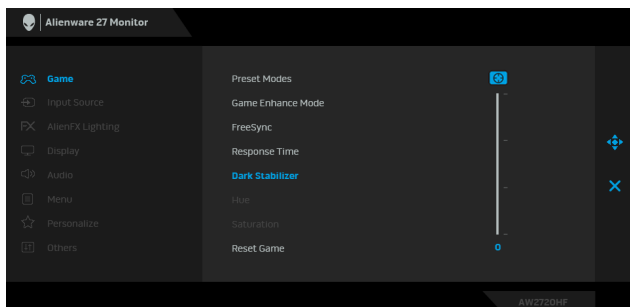 Alienware 27 Monitor
Game
Input Source
FX AlienFX Lighting
Display
Audio
Menu
Personalize
Others
Preset Modes
Game Enhance Mode
FreeSync
Response Time
Dark Stabilizer
Hue
Saturation
Reset Game
0
AW2720HF